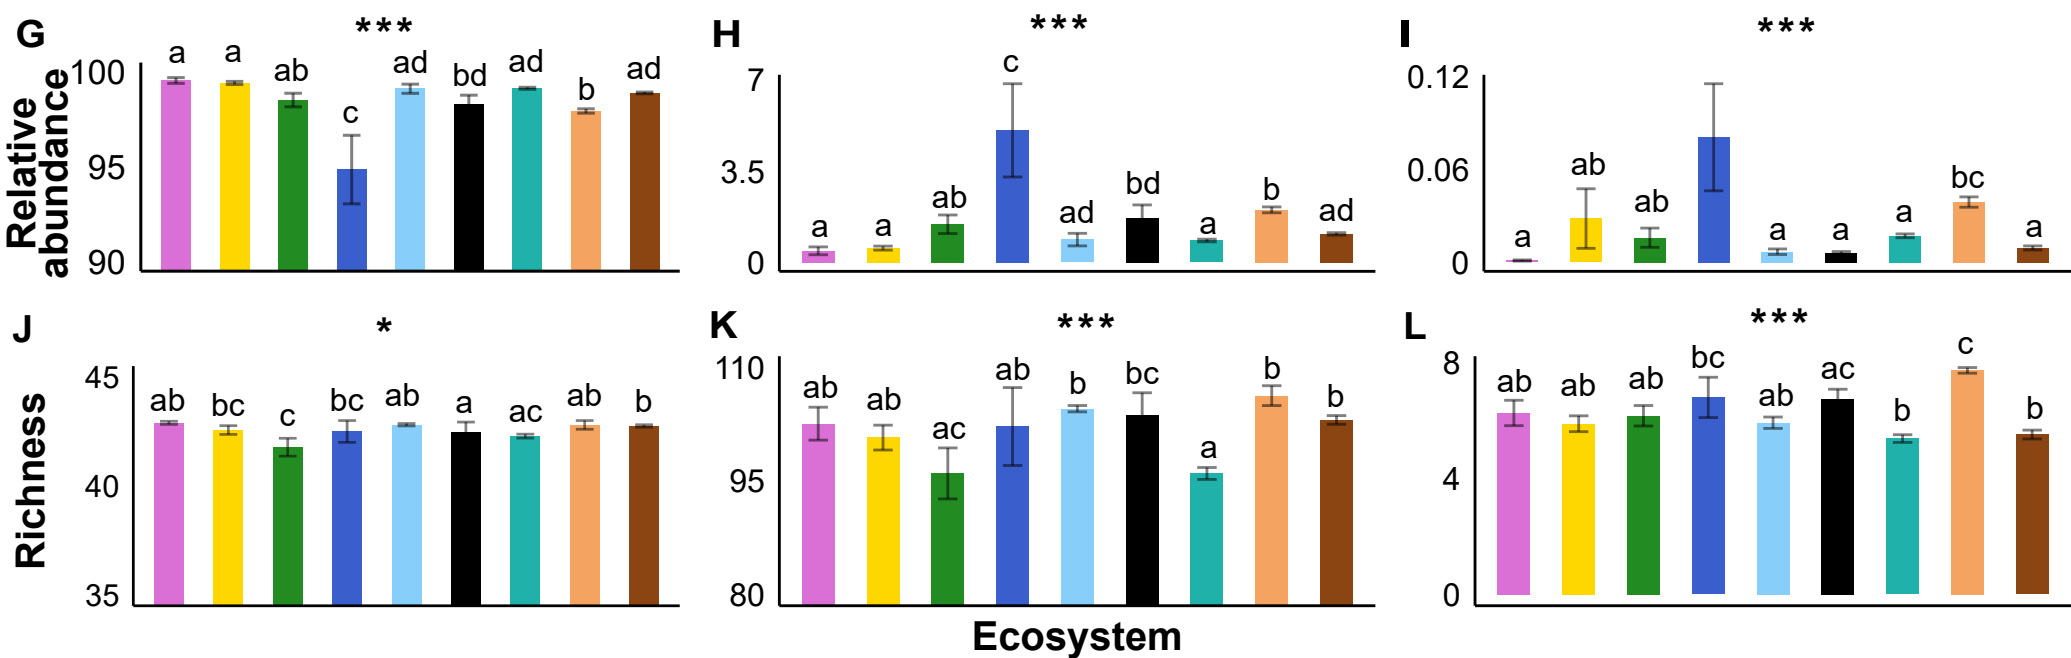 G
***
H
***
I
***
Relative
abundance
100
95
90
a
a
ab
c
ad
bd
ad
b
ad
7
3.5
0
a
a
ab
c
ad
bd
a
b
ad
0.12
0.06
0
a
ab
ab
a
a
a
bc
a
J
*
K
***
L
***
Richness
45
40
35
ab
bc
c
bc
ab
a
ac
ab
b
110
95
80
ab
ab
ac
ab
b
bc
a
b
b
8
4
0
ab
ab
ab
bc
ab
ac
b
c
b
Ecosystem